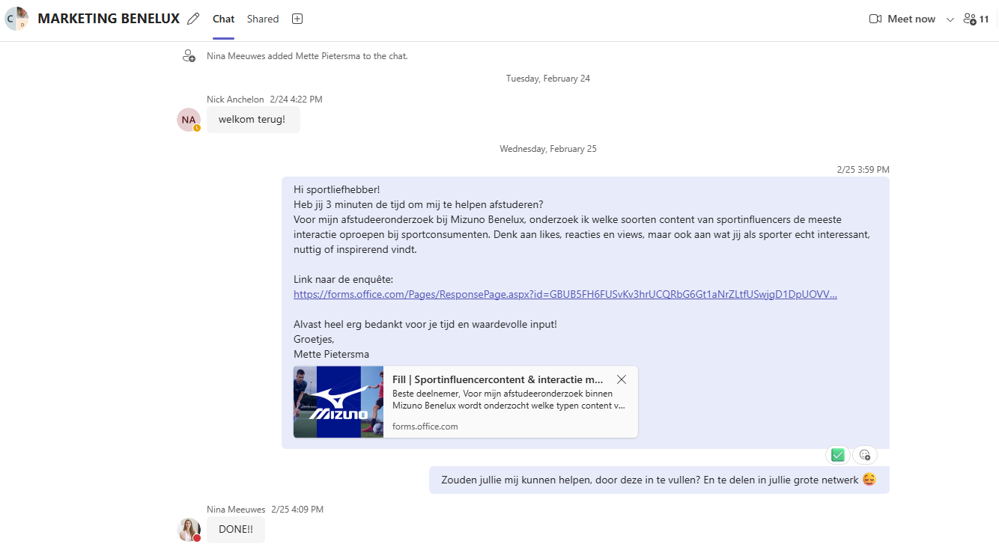 C
D
MARKETING BENELUX
Chat
Shared
Meet now
11
Nina Meeuwes added Mette Pietersma to the chat.
Tuesday, February 24
Nick Anchelon 2/24 4:22 PM
NA
welkom terug!
Wednesday, February 25
2/25 3:59 PM
Hi sportliefhebber!
Heb jij 3 minuten de tijd om mij te helpen afstuderen?
Voor mijn afstudeeronderzoek bij Mizuno Benelux, onderzoek ik welke soorten content van sportinfluencers de meeste
interactie oproepen bij sportconsumenten. Denk aan likes, reacties en views, maar ook aan wat jij als sporter echt interessant,
nuttig of inspirerend vindt.
Link naar de enquête:
https://forms.office.com/Pages/ResponsePage.aspx?id=GBUB5FH6FUSvKv3hrUCQRbG6Gt1aNrZLtfUSwjgD1DpUOVV...
Alvast heel erg bedankt voor je tijd en waardevolle input!
Groetjes,
Mette Pietersma
MIZUNO
Fill | Sportinfluencercontent & interactie m...
Beste deelnemer, Voor mijn afstudeeronderzoek binnen
Mizuno Benelux wordt onderzocht welke typen content v...
forms.office.com
Zouden jullie mij kunnen helpen, door deze in te vullen? En te delen in jullie grote netwerk 🥰
Nina Meeuwes 2/25 4:09 PM
DONE!!